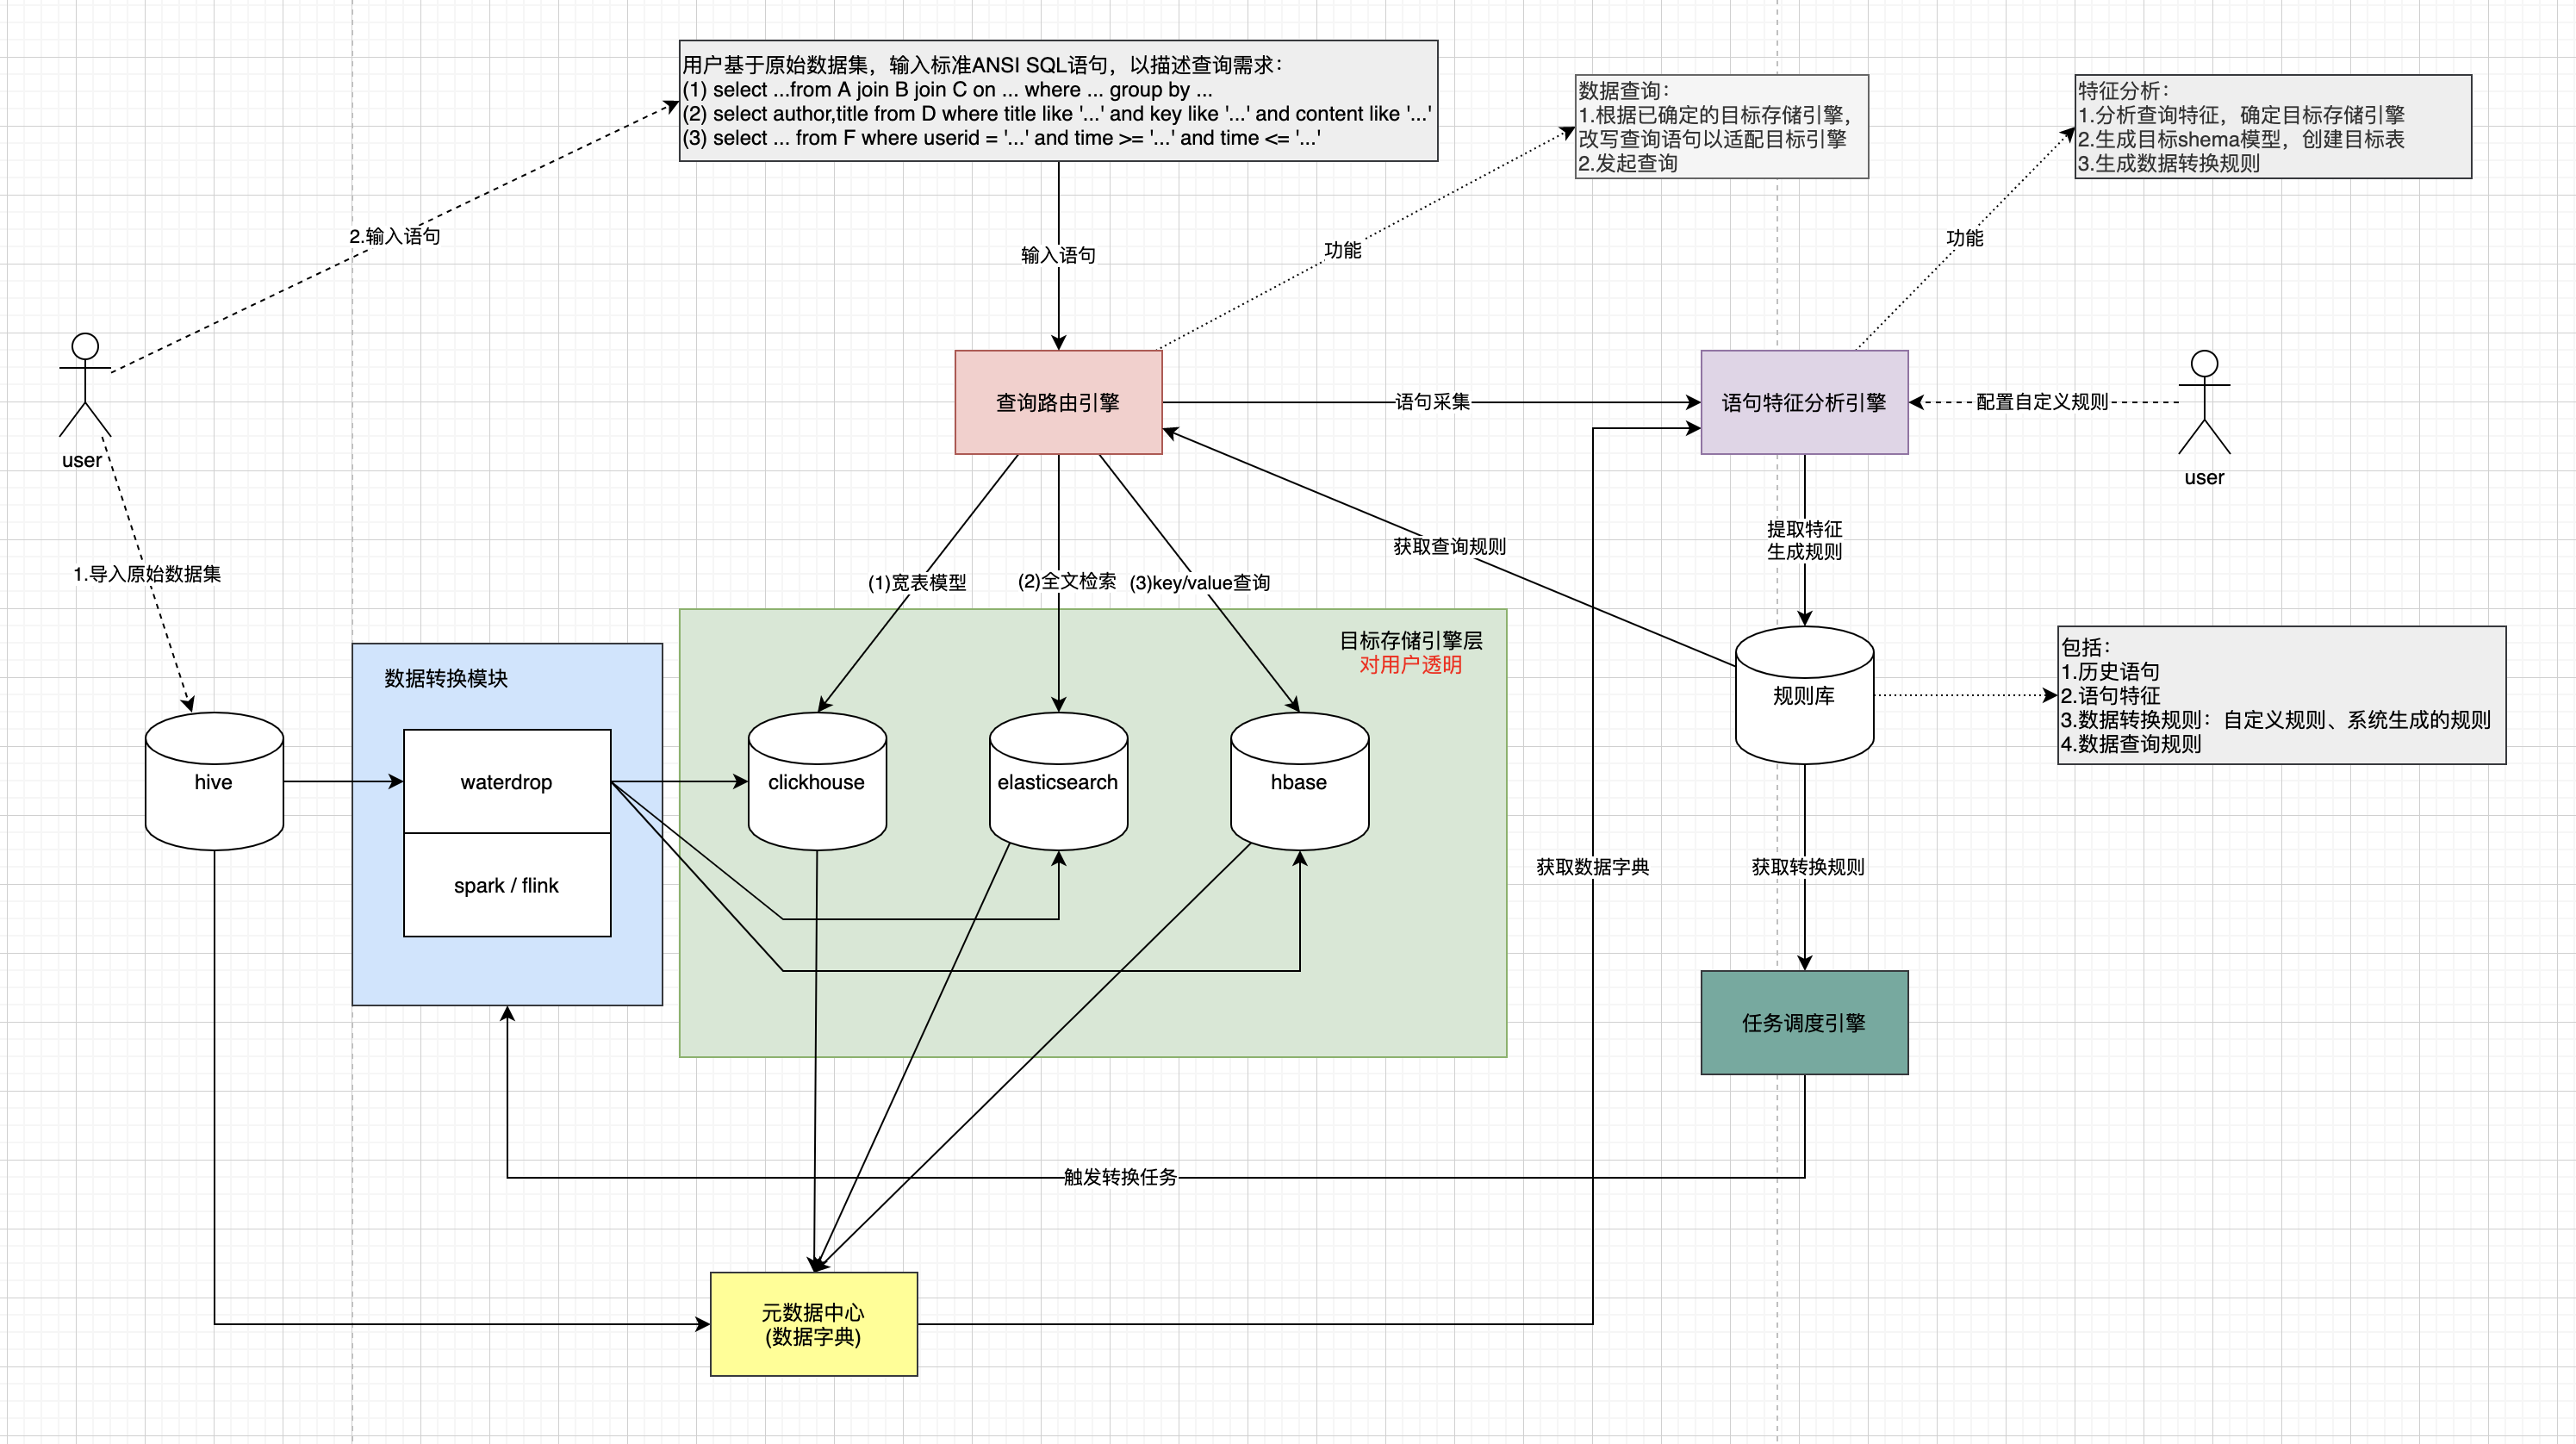 用户基于原始数据集，输入标准ANSI SQL语句，以描述查询需求：
(1) select ...from A join B join C on ... where ... group by ...
(2) select author,title from D where title like '...' and key like '...' and content like '...'
(3) select ... from F where userid = '...' and time >= '...' and time <= '...'
数据查询：
1.根据已确定的目标存储引擎，
改写查询语句以适配目标引擎
2.发起查询
特征分析：
1.分析查询特征，确定目标存储引擎
2.生成目标shema模型，创建目标表
3.生成数据转换规则
2.输入语句
输入语句
功能
功能
user
查询路由引擎
语句采集
语句特征分析引擎
配置自定义规则
user
1.导入原始数据集
(1)宽表模型
(2)全文检索
(3)key/value查询
获取查询规则
提取特征
生成规则
数据转换模块
目标存储引擎层
对用户透明
hive
waterdrop
spark / flink
clickhouse
elasticsearch
hbase
规则库
包括：
1.历史语句
2.语句特征
3.数据转换规则：自定义规则、系统生成的规则
4.数据查询规则
获取数据字典
获取转换规则
任务调度引擎
触发转换任务
元数据中心
(数据字典)